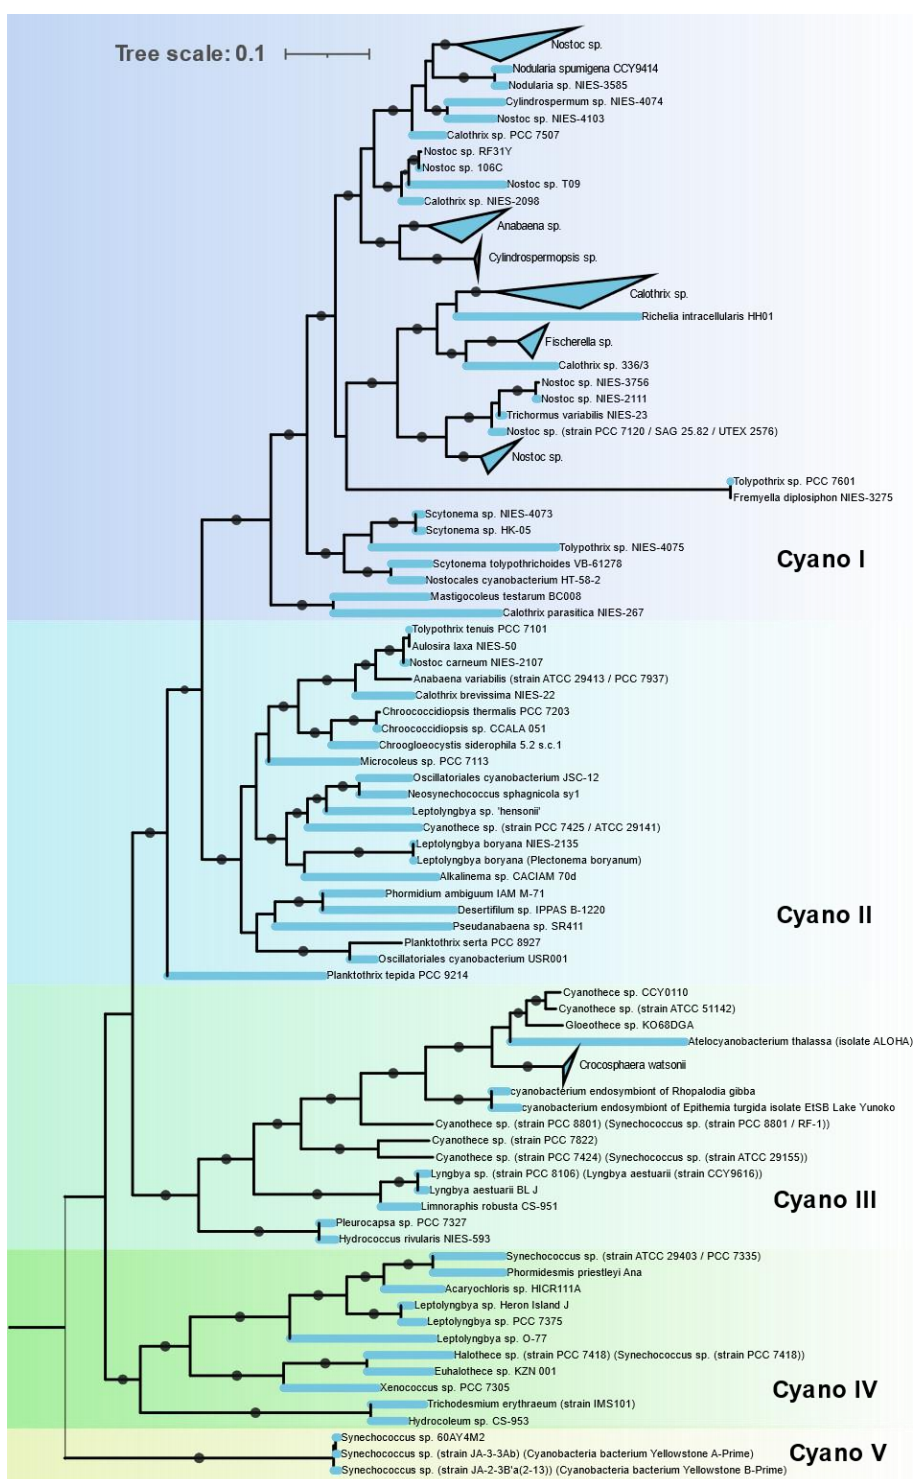 Tree scale: 0.1
Nostoc sp.
Nodularia spumigena CCY9414
Nodularia sp. NIES-3585
Cylindrospermum sp. NIES-4074
Nostoc sp. NIES-4103
Calothrix sp. PCC 7507
Nostoc sp. RF31Y
Nostoc sp. 106C
Nostoc sp. T09
Calothrix sp. NIES-2098
Anabaena sp.
Cylindrospermopsis sp.
Calothrix sp.
Richelia intracellularis HH01
Fischerella sp.
Calothrix sp. 336/3
Nostoc sp. NIES-3756
Nostoc sp. NIES-2111
Trichormus variabilis NIES-23
Nostoc sp. (strain PCC 7120 / SAG 25.82 / UTEX 2576)
Nostoc sp.
Tolypothrix sp. PCC 7601
Fremyella diplosiphon NIES-3275
Scytonema sp. NIES-4073
Scytonema sp. HK-05
Tolypothrix sp. NIES-4075
Cyano I
Scytonema tolypothrichoides VB-61278
Nostocales cyanobacterium HT-58-2
Mastigocoleus testarum BC008
Calothrix parasitica NIES-267
Tolypothrix tenuis PCC 7101
Aulosira laxa NIES-50
Nostoc carneum NIES-2107
Anabaena variabilis (strain ATCC 29413 / PCC 7937)
Calothrix brevissima NIES-22
Chroococcidiopsis thermalis PCC 7203
Chroococcidiopsis sp. CCALA 051
Chroogloeocystis siderophila 5.2 s.c.1
Microcoleus sp. PCC 7113
Oscillatoriales cyanobacterium JSC-12
Neosynechococcus sphagnicola sy1
Leptolyngbya sp. 'hensonii'
Cyanothece sp. (strain PCC 7425 / ATCC 29141)
Leptolyngbya boryana NIES-2135
Leptolyngbya boryana (Plectonema boryanum)
Alkalinema sp. CACIAM 70d
Phormidium ambiguum IAM M-71
Desertifilum sp. IPPAS B-1220
Cyano II
Pseudanabaena sp. SR411
Planktothrix serta PCC 8927
Oscillatoriales cyanobacterium USR001
Planktothrix tepida PCC 9214
Cyanothece sp. CCY0110
Cyanothece sp. (strain ATCC 51142)
Gloeothece sp. KO68DGA
Atelocyanobacterium thalassa (isolate ALOHA)
Crocosphaera watsonii
cyanobacterium endosymbiont of Rhopalodia gibba
cyanobacterium endosymbiont of Epithemia turgida isolate EtSB Lake Yunoko
Cyanothece sp. (strain PCC 8801) (Synechococcus sp. (strain PCC 8801 / RF-1))
Cyanothece sp. (strain PCC 7822)
Cyanothece sp. (strain PCC 7424) (Synechococcus sp. (strain ATCC 29155))
Lyngbya sp. (strain PCC 8106) (Lyngbya aestuarii (strain CCY9616))
Lyngbya aestuarii BL J
Cyano III
Limnoraphis robusta CS-951
Pleurocapsa sp. PCC 7327
Hydrococcus rivularis NIES-593
Synechococcus sp. (strain ATCC 29403 / PCC 7335)
Phormidesmis priestleyi Ana
Acaryochloris sp. HICR111A
Leptolyngbya sp. Heron Island J
Leptolyngbya sp. PCC 7375
Leptolyngbya sp. O-77
Halothece sp. (strain PCC 7418) (Synechococcus sp. (strain PCC 7418))
Euhalothece sp. KZN 001
Xenococcus sp. PCC 7305
Cyano IV
Trichodesmium erythraeum (strain IMS101)
Hydrocoleum sp. CS-953
Synechococcus sp. 60AY4M2
Synechococcus sp. (strain JA-3-3Ab) (Cyanobacteria bacterium Yellowstone A-Prime)
Cyano V
Synechococcus sp. (strain JA-2-3B'a(2-13)) (Cyanobacteria bacterium Yellowstone B-Prime)